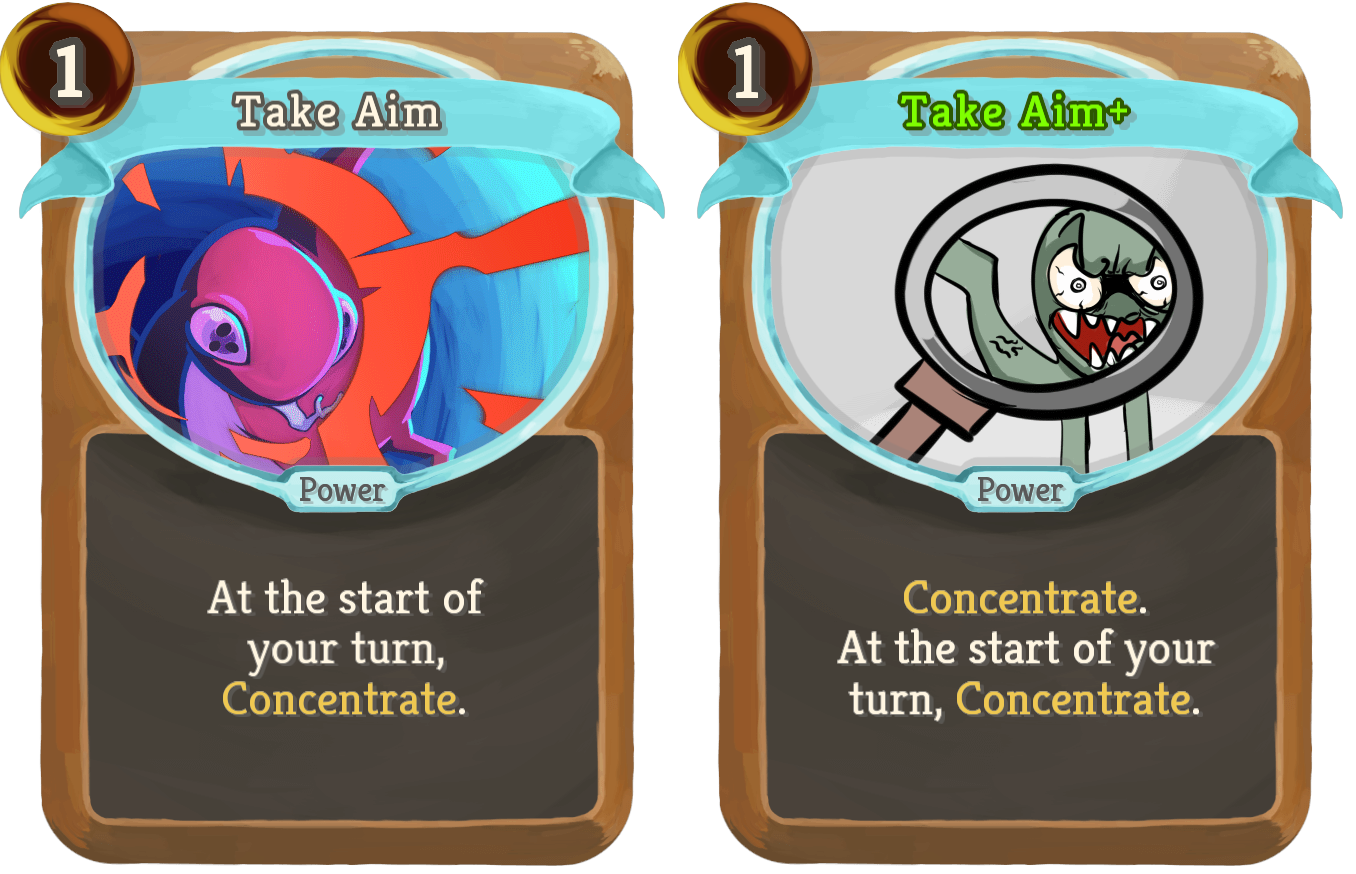 1
Take Aim
Power
At the start of
your turn,
Concentrate.
1
Take Aim+
Power
Concentrate.
At the start of your
turn, Concentrate.